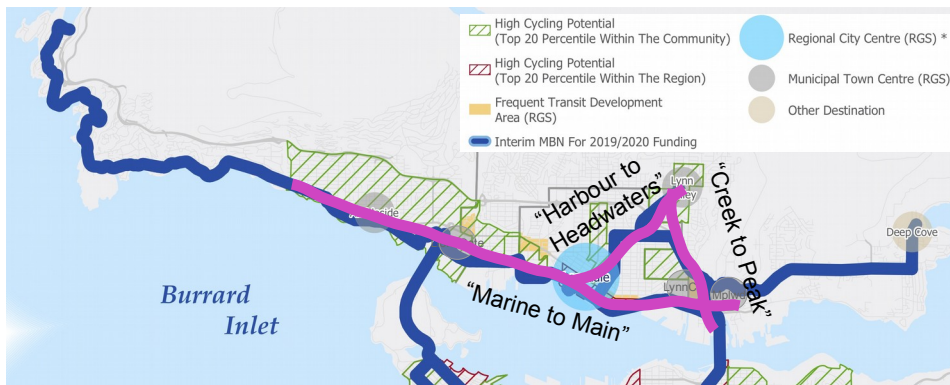 High Cycling Potential
(Top 20 Percentile Within The Community)
High Cycling Potential
(Top 20 Percentile Within The Region)
Frequent Transit Development
Area (RGS)
Interim MBN For 2019/2020 Funding
Regional City Centre (RGS) *
Municipal Town Centre (RGS)
Other Destination
"Harbour to
Headwaters"
Lynn
"Creek to Peak"
Deep Cove
"Marine to Main"
Burrard
Inlet